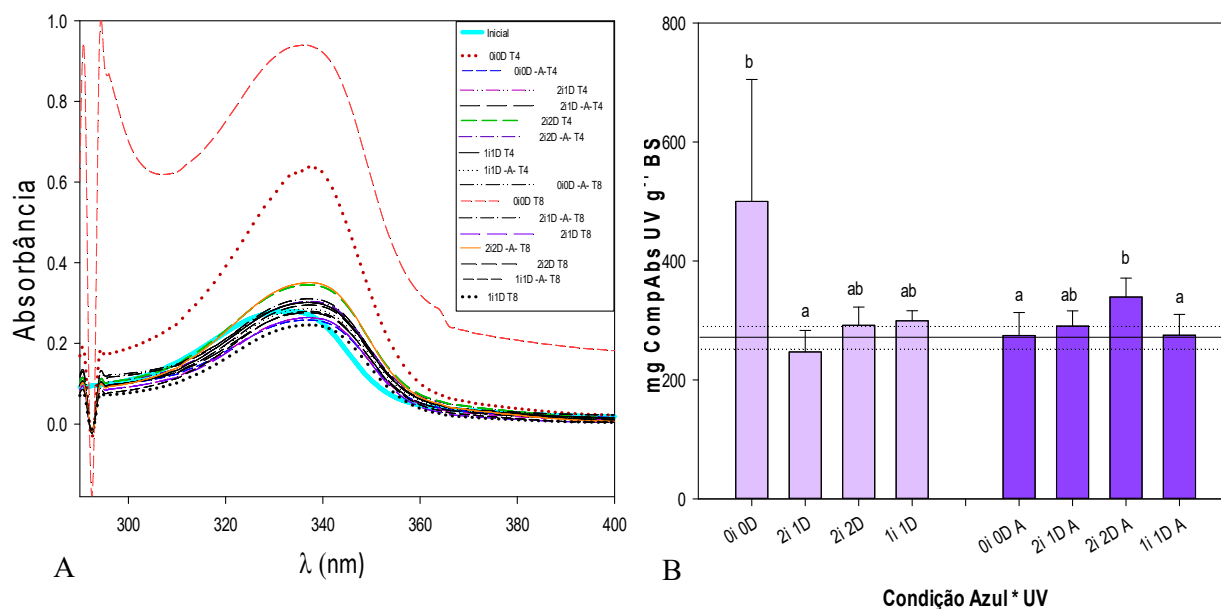 1.0
0.8
0.6
0.4
0.2
0.0
Absorbância
300
320
340
360
380
400
λ (nm)
A
Inicial
0i0D T4
0i0D -A-T4
2i1D T4
2i1D -A-T4
2i2D T4
2i2D -A-T4
1i1D T4
1i1D -A- T4
0i0D -A- T8
0i0D T8
2i1D -A- T8
2i1D T8
2i2D -A- T8
2i2D T8
1i1D -A- T8
1i1D T8
800
600
400
200
0
mg CompAbs UV g BS
b
a
ab
ab
a
ab
b
a
0i 0D
2i 1D
2i 2D
1i 1D
0i 0D A
2i 1D A
2i 2D A
1i 1D A
B
Condição Azul * UV